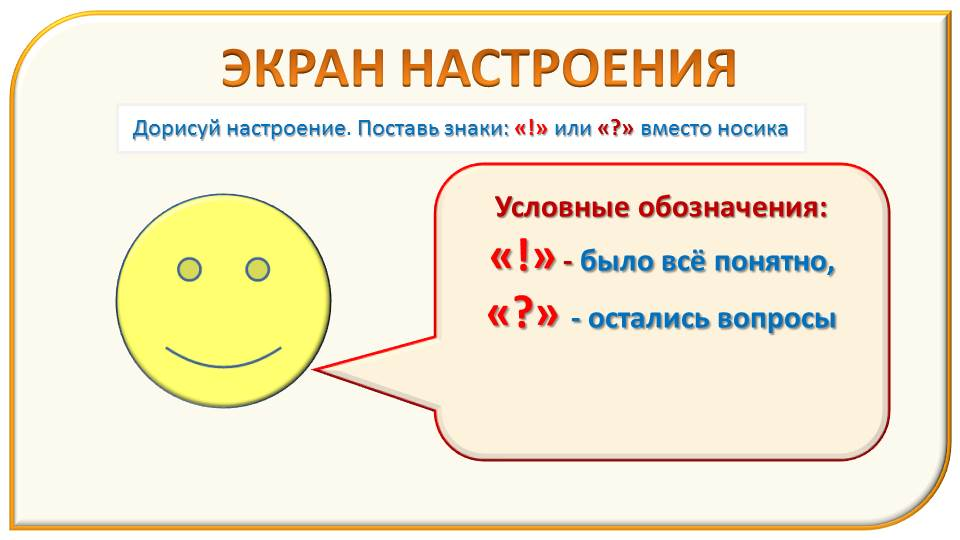 ЭКРАН НАСТРОЕНИЯ
Дорисуй настроение. Поставь знаки: «!» или «?» вместо носика
Условные обозначения:
«!» - было всё понятно,
«?» - остались вопросы